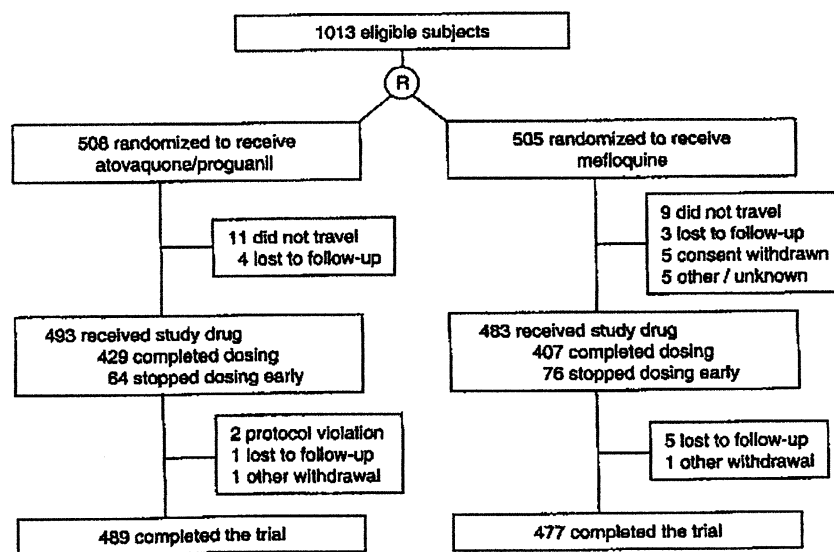 1013 eligible subjects
R
508 randomized to receive
atovaquone/proguanil
505 randomized to receive
mefloquine
11 did not travel
4 lost to follow-up
9 did not travel
3 lost to follow-up
5 consent withdrawn
5 other / unknown
493 received study drug
429 completed dosing
64 stopped dosing early
483 received study drug
407 completed dosing
76 stopped dosing early
2 protocol violation
1 lost to follow-up
1 other withdrawal
5 lost to follow-up
1 other withdrawal
489 completed the trial
477 completed the trial